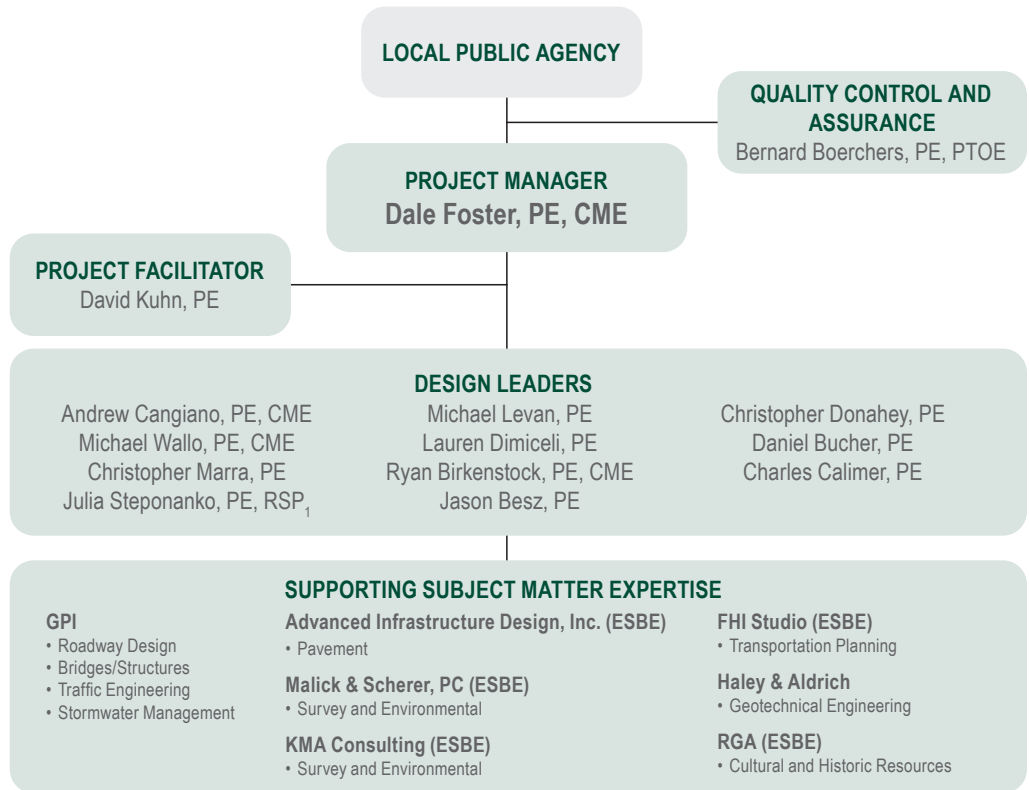 LOCAL PUBLIC AGENCY
QUALITY CONTROL AND
ASSURANCE
Bernard Boerchers, PE, PTOE
PROJECT MANAGER
Dale Foster, PE, CME
PROJECT FACILITATOR
David Kuhn, PE
DESIGN LEADERS
Andrew Cangiano, PE, CME
Michael Wallo, PE, CME
Christopher Marra, PE
Julia Steponanko, PE, RSP₁
Michael Levan, PE
Lauren Dimiceli, PE
Ryan Birkenstock, PE, CME
Jason Besz, PE
Christopher Donahey, PE
Daniel Bucher, PE
Charles Calimer, PE
SUPPORTING SUBJECT MATTER EXPERTISE
GPI
• Roadway Design
• Bridges/Structures
• Traffic Engineering
• Stormwater Management
Advanced Infrastructure Design, Inc. (ESBE)
• Pavement
Malick & Scherer, PC (ESBE)
• Survey and Environmental
KMA Consulting (ESBE)
• Survey and Environmental
FHI Studio (ESBE)
• Transportation Planning
Haley & Aldrich
• Geotechnical Engineering
RGA (ESBE)
• Cultural and Historic Resources